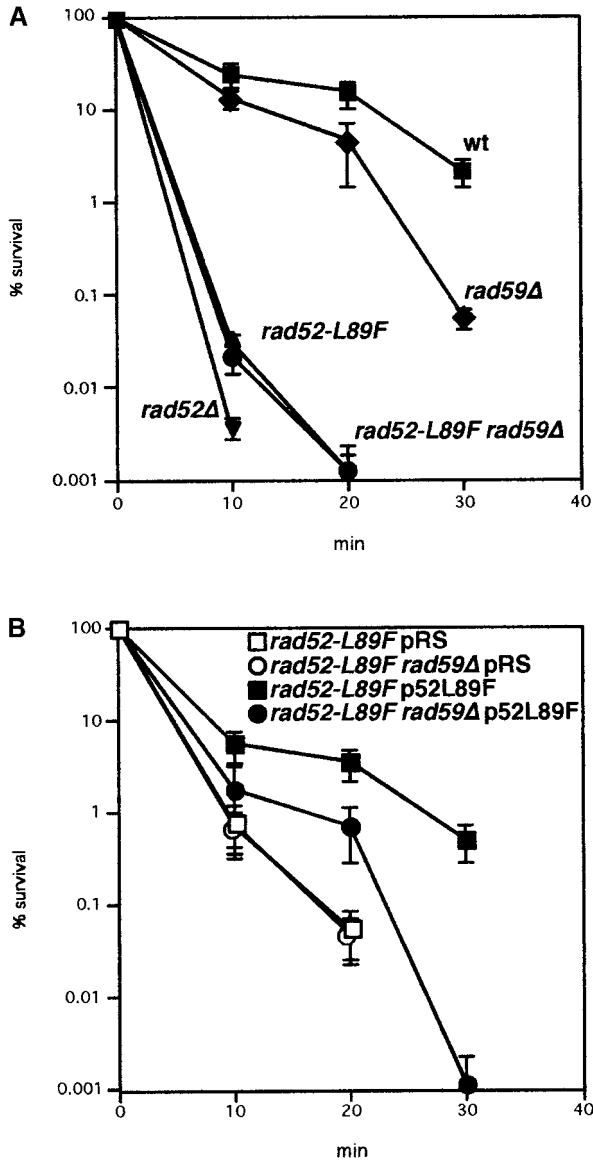 A
100
10
1
0.1
0.01
0.001
% survival
wt
rad59Δ
rad52-L89F
rad52Δ
rad52-L89F rad59Δ
0 10 20 30 40
min
B
100
10
1
0.1
0.01
0.001
% survival
rad52-L89F pRS
rad52-L89F rad59Δ pRS
rad52-L89F p52L89F
rad52-L89F rad59Δ p52L89F
0 10 20 30 40
min